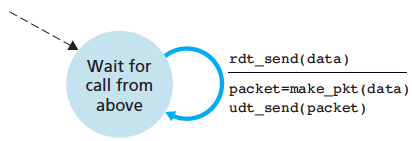 Wait for
call from
above
rdt_send(data)
packet=make_pkt(data)
udt_send(packet)